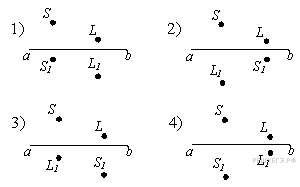 1) S L
a S₁ L₁ b
2) S L
a L₁ S₁ b
3) S L
a L₁ S₁ b
4) S L
a S₁ L₁ b